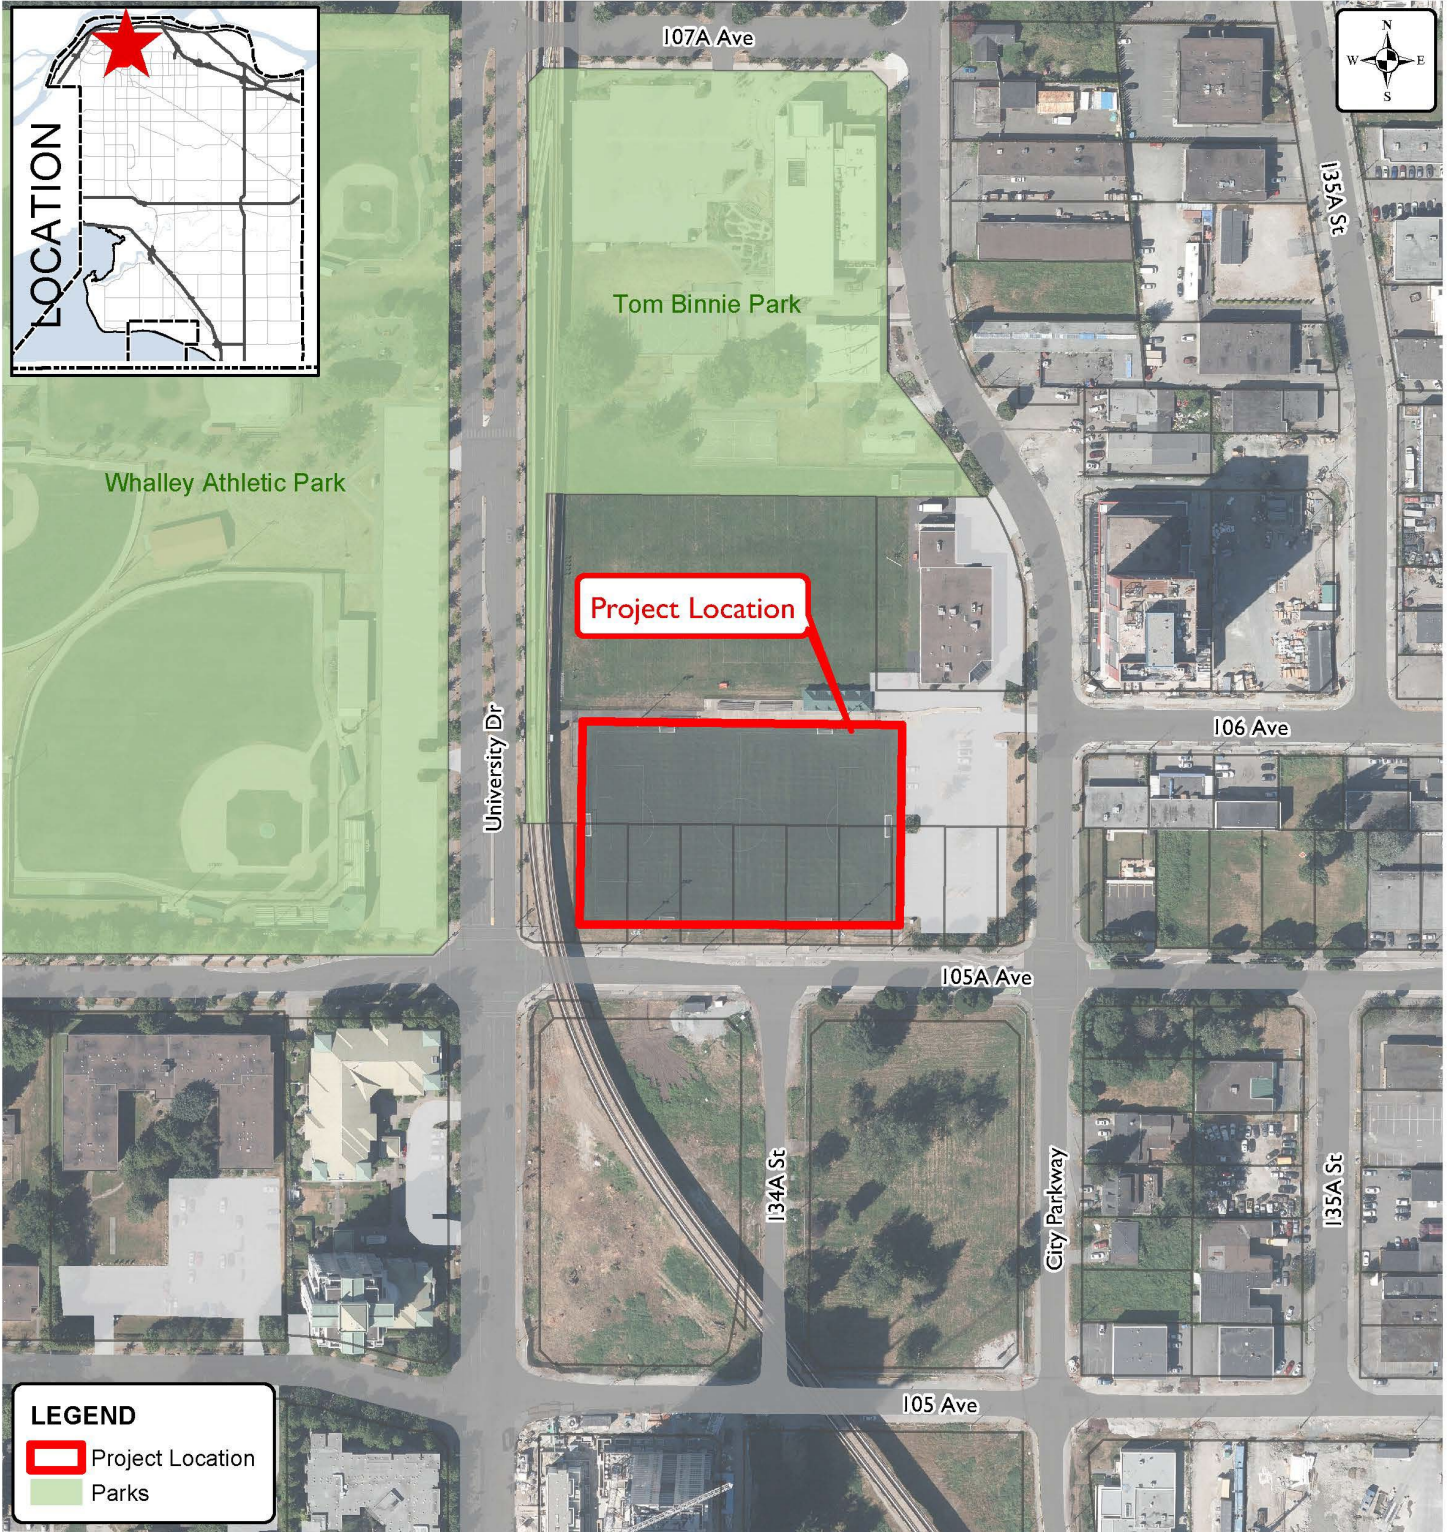 LOCATION
107A Ave
N
W E
S
135A St
Tom Binnie Park
Whalley Athletic Park
Project Location
University Dr
106 Ave
105A Ave
134A St
City Parkway
135A St
105 Ave
LEGEND
Project Location
Parks